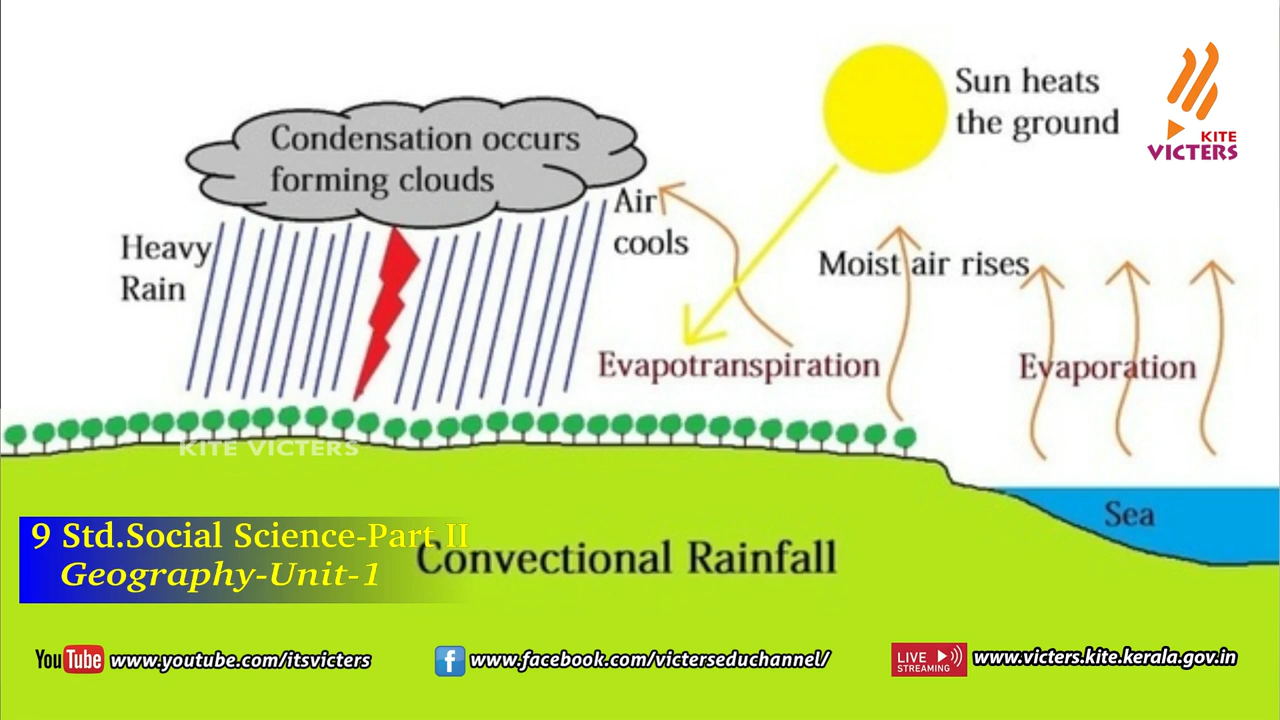 Sun heats
the ground
KITE
VICTERS
Condensation occurs
forming clouds
Air
cools
Heavy
Rain
Moist air rises
Evapotranspiration
Evaporation
KITE VICTERS
Sea
9 Std.Social Science-Part II
Geography-Unit-1
Convectional Rainfall
YouTube www.youtube.com/itsvicters
f www.facebook.com/victerseduchannel/
LIVE
STREAMING
www.victers.kite.kerala.gov.in